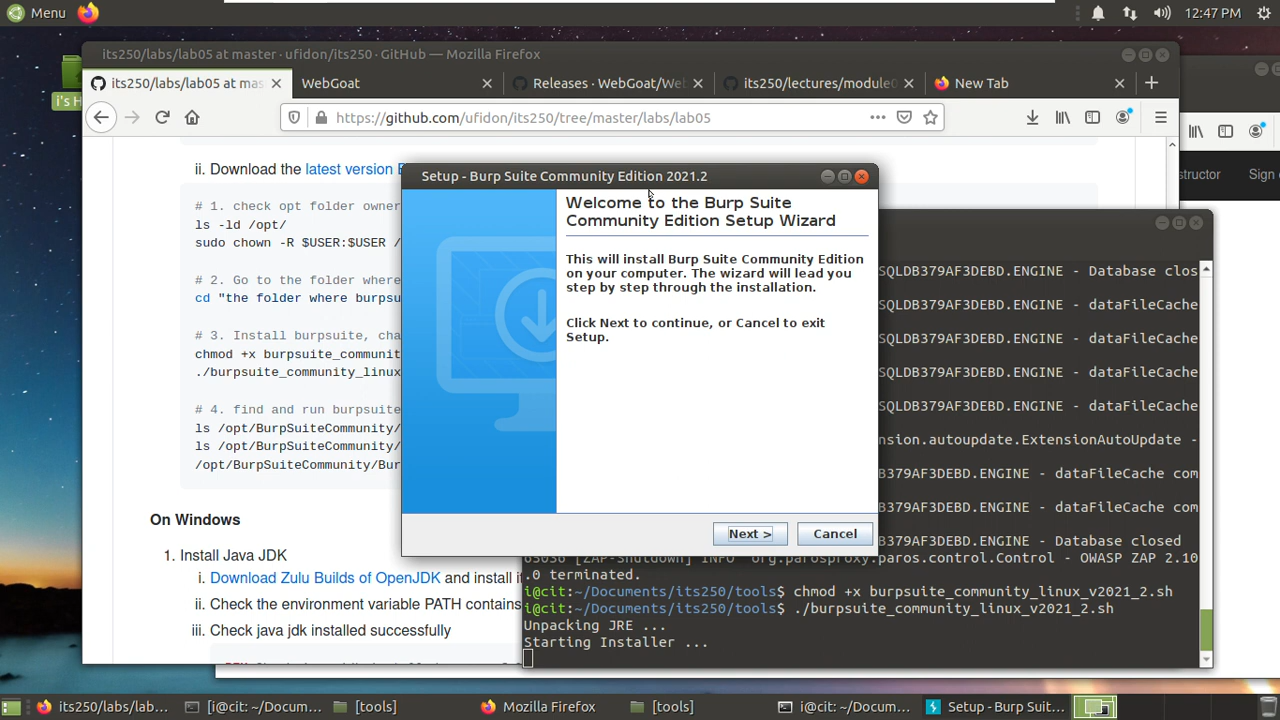 Menu
12:47 PM
its250/labs/lab05 at master · ufidon/its250 · GitHub — Mozilla Firefox
its250/labs/lab05 at mas
WebGoat
Releases · WebGoat/We
its250/lectures/module
New Tab
https://github.com/ufidon/its250/tree/master/labs/lab05
i's H
structor
Sign
ii. Download the latest version
# 1. check opt folder owner
ls -ld /opt/
sudo chown -R $USER:$USER /
# 2. Go to the folder where
cd "the folder where burpsu
# 3. Install burpsuite, cha
chmod +x burpsuite_communit
./burpsuite_community_linux
# 4. find and run burpsuite
ls /opt/BurpSuiteCommunity/
ls /opt/BurpSuiteCommunity/
/opt/BurpSuiteCommunity/Bur
On Windows
1. Install Java JDK
i. Download Zulu Builds of OpenJDK and install i
ii. Check the environment variable PATH contains
iii. Check java jdk installed successfully
Setup - Burp Suite Community Edition 2021.2
Welcome to the Burp Suite
Community Edition Setup Wizard
This will install Burp Suite Community Edition
on your computer. The wizard will lead you
step by step through the installation.
Click Next to continue, or Cancel to exit
Setup.
Next >
Cancel
SQLDB379AF3DEBD.ENGINE - Database clos
SQLDB379AF3DEBD.ENGINE - dataFileCache
SQLDB379AF3DEBD.ENGINE - dataFileCache
SQLDB379AF3DEBD.ENGINE - dataFileCache
SQLDB379AF3DEBD.ENGINE - dataFileCache
nsion.autoupdate.ExtensionAutoUpdate -
B379AF3DEBD.ENGINE - dataFileCache com
B379AF3DEBD.ENGINE - dataFileCache com
B379AF3DEBD.ENGINE - Database closed
65036 [ZAP-Shutdown] INFO  org.parosproxy.paros.control.Control - OWASP ZAP 2.10
.0 terminated.
i@cit:~/Documents/its250/tools$ chmod +x burpsuite_community_linux_v2021_2.sh
i@cit:~/Documents/its250/tools$ ./burpsuite_community_linux_v2021_2.sh
Unpacking JRE ...
Starting Installer ...
its250/labs/lab...
[i@cit: ~/Docum...
[tools]
Mozilla Firefox
[tools]
i@cit: ~/Docum...
Setup - Burp Suit...